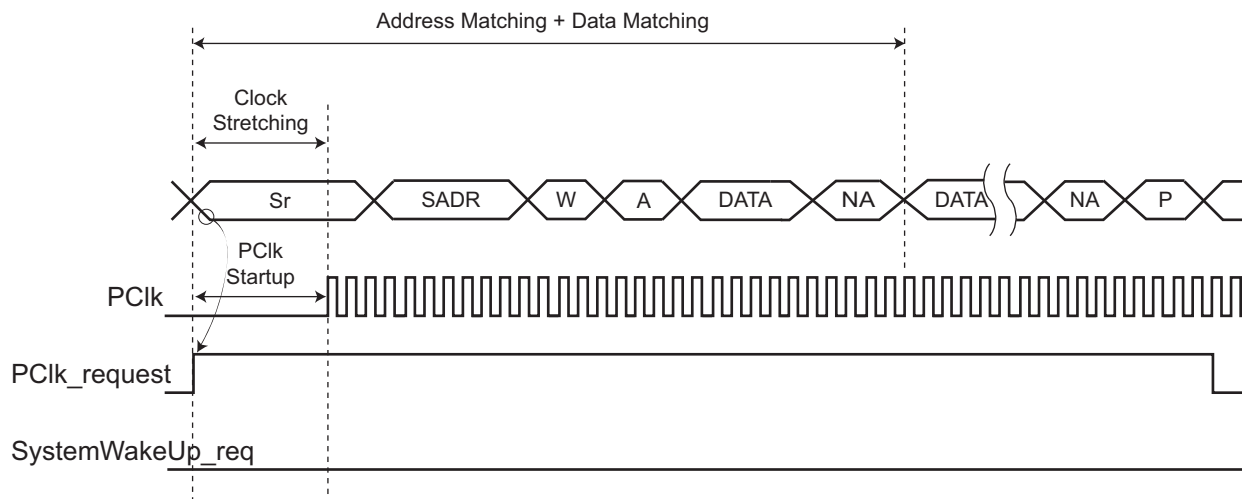 Address Matching + Data Matching
Clock
Stretching
Sr SADR W A DATA NA DATA NA P
PClk
Startup
PClk
PClk_request
SystemWakeUp_req